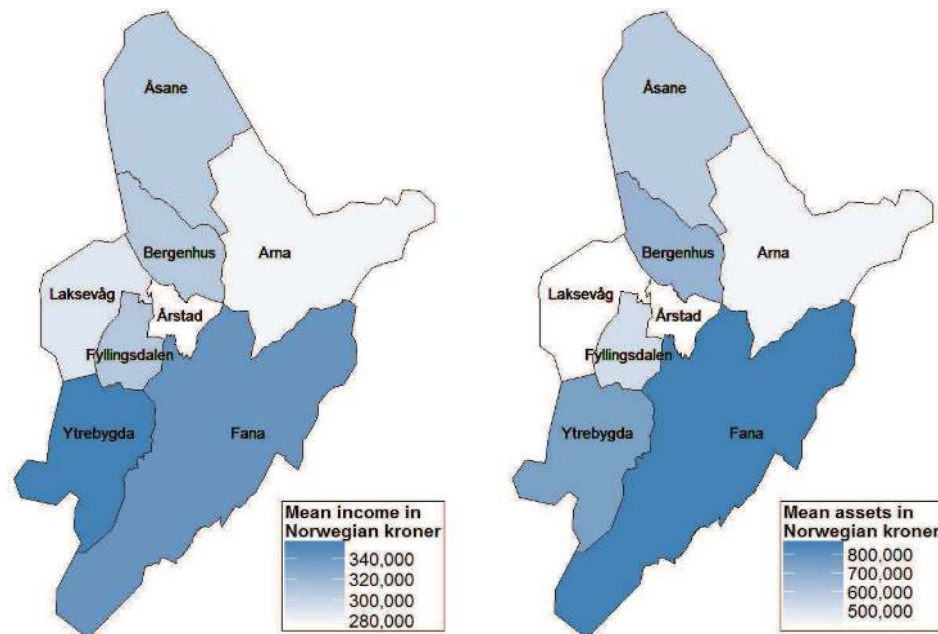 Åsane
Bergenhus
Arna
Laksevåg
Årstad
Fyllingsdalen
Ytrebygda
Fana
Mean income in
Norwegian kroner
340,000
320,000
300,000
280,000
Åsane
Bergenhus
Arna
Laksevåg
Årstad
Fyllingsdalen
Ytrebygda
Fana
Mean assets in
Norwegian kroner
800,000
700,000
600,000
500,000